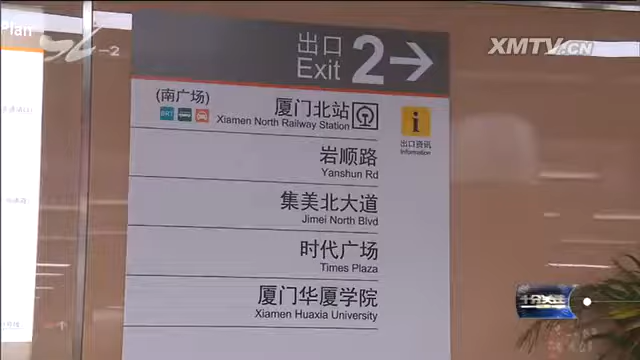 Plan
-2
出口 2
Exit
XMTV.CN
(南广场)
BRT
厦门北站
Xiamen North Railway Station
i
出口资讯
Information
岩顺路
Yanshun Rd
集美北大道
Jimei North Blvd
时代广场
Times Plaza
厦门华厦学院
Xiamen Huaxia University